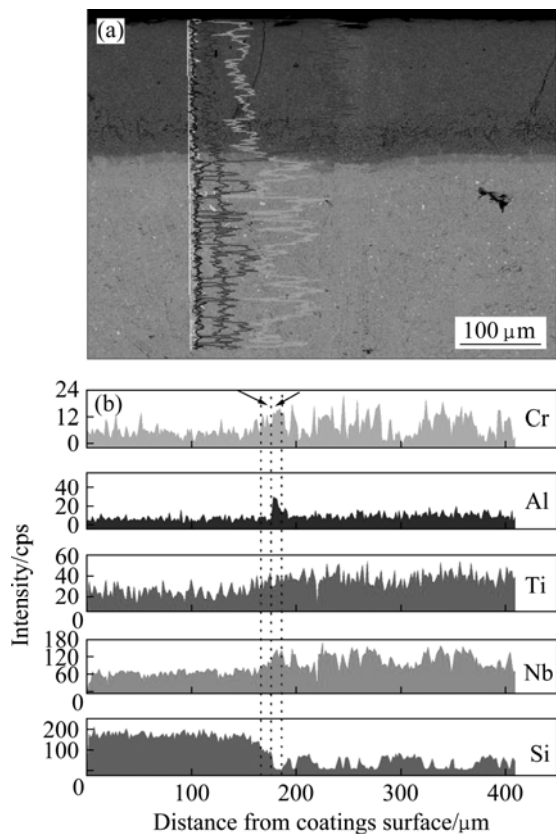 (a)
100 μm
(b)
24
12
0
Cr
40
20
0
Al
60
40
20
0
Ti
180
120
60
0
Nb
200
100
0
Si
Intensity/cps
100 200 300 400
Distance from coatings surface/μm